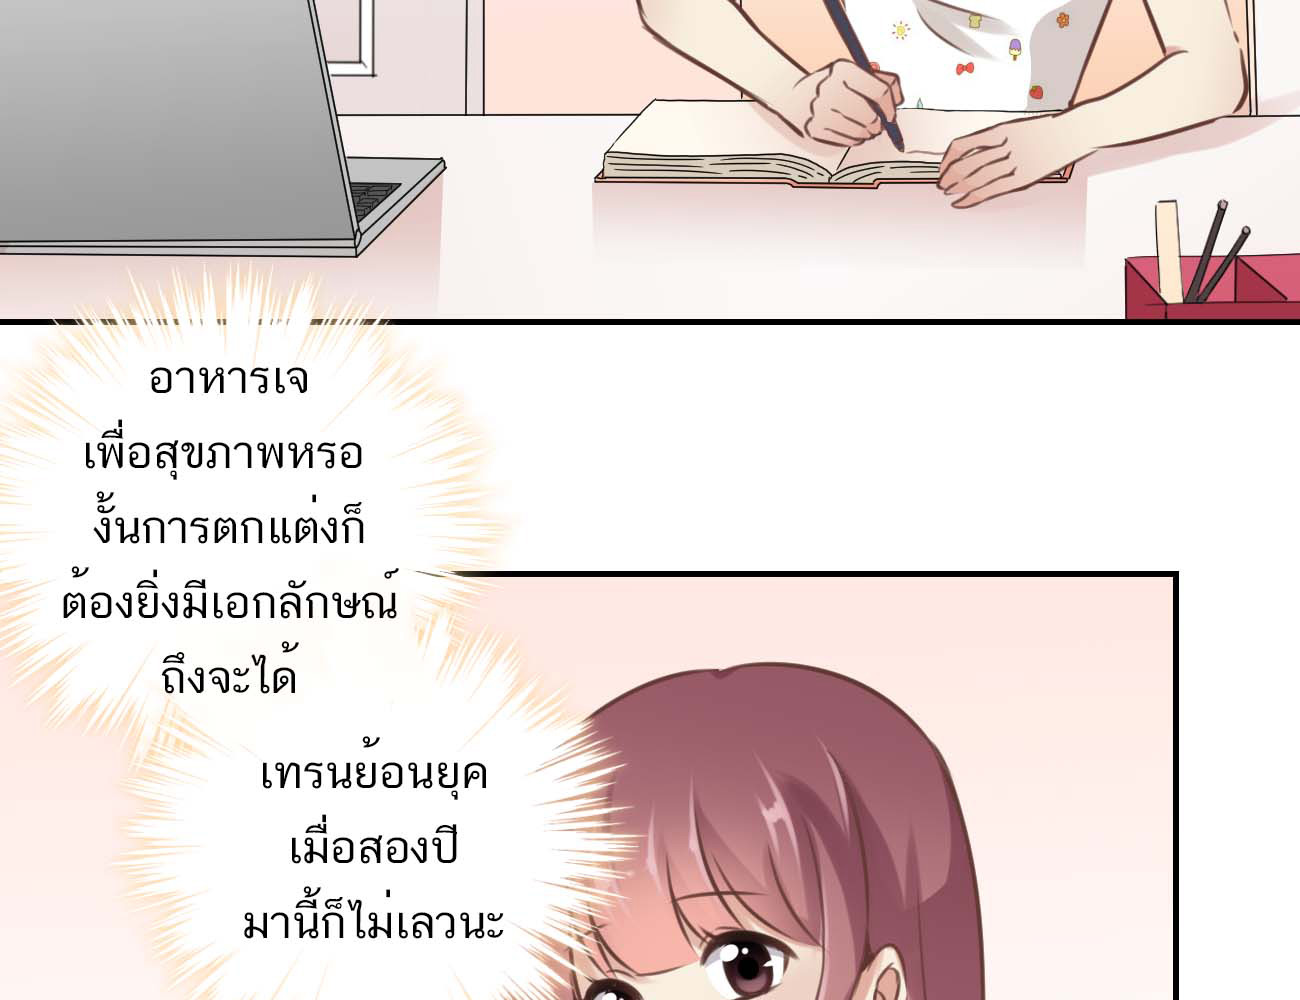 อาหารเจ
เพื่อสุขภาพหรอ
งั้นการตกแต่งก็
ต้องยิ่งมีเอกลักษณ์
ถึงจะได้
เทรนย้อนยุค
เมื่อสองปี
มานี้ก็ไม่เลวนะ